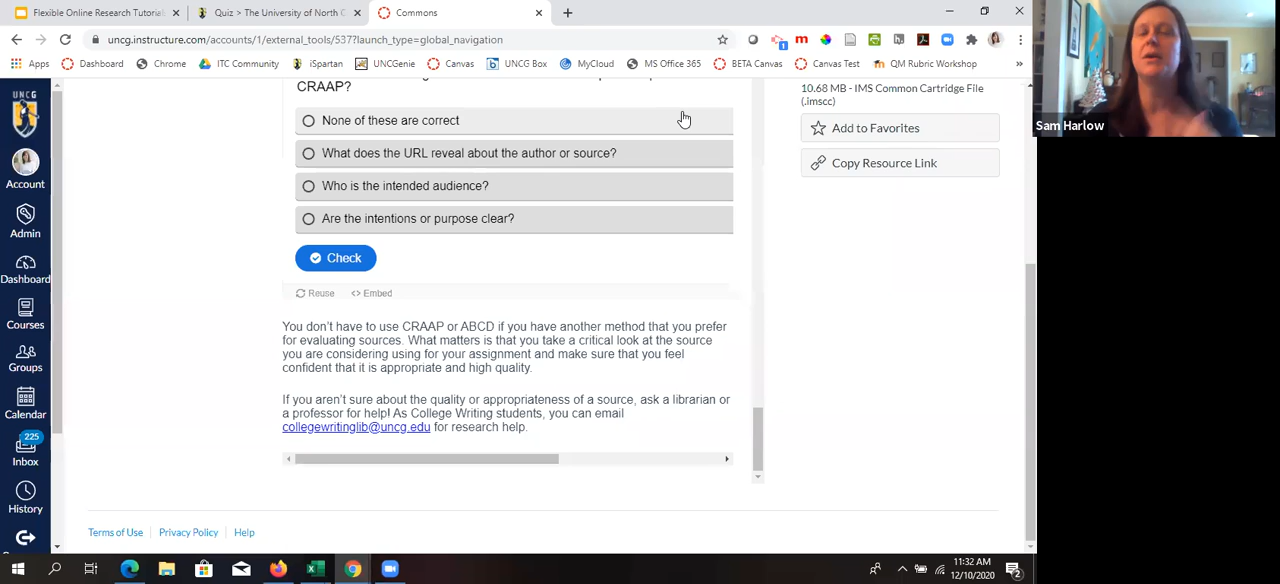 Flexible Online Research Tutorial
Quiz > The University of North C
Commons
uncg.instructure.com/accounts/1/external_tools/537?launch_type=global_navigation
Apps
Dashboard
Chrome
ITC Community
iSpartan
UNCGenie
Canvas
UNCG Box
MyCloud
MS Office 365
BETA Canvas
Canvas Test
QM Rubric Workshop
»
UNCG
Account
Admin
Dashboard
Courses
Groups
Calendar
225
Inbox
History
CRAAP?
None of these are correct
What does the URL reveal about the author or source?
Who is the intended audience?
Are the intentions or purpose clear?
Check
Reuse
<> Embed
You don't have to use CRAAP or ABCD if you have another method that you prefer
for evaluating sources. What matters is that you take a critical look at the source
you are considering using for your assignment and make sure that you feel
confident that it is appropriate and high quality.
If you aren't sure about the quality or appropriateness of a source, ask a librarian or
a professor for help! As College Writing students, you can email
collegewritinglib@uncg.edu for research help.
10.68 MB - IMS Common Cartridge File
(.imscc)
Add to Favorites
Copy Resource Link
Sam Harlow
Terms of Use
Privacy Policy
Help
11:32 AM
12/10/2020
2